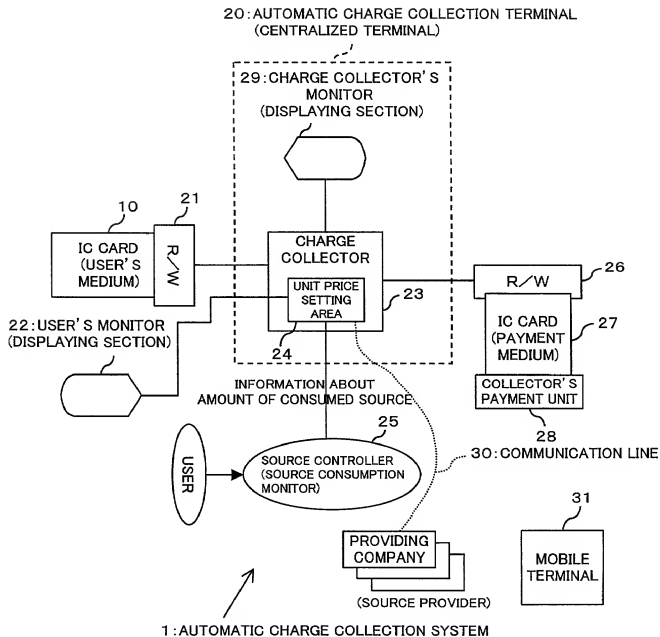 20:AUTOMATIC CHARGE COLLECTION TERMINAL
(CENTRALIZED TERMINAL)
29:CHARGE COLLECTOR'S
MONITOR
(DISPLAYING SECTION)
10
21
IC CARD
(USER'S
MEDIUM)
R/W
CHARGE
COLLECTOR
UNIT PRICE
SETTING
AREA
23
24
R/W
26
IC CARD
(PAYMENT
MEDIUM)
27
COLLECTOR'S
PAYMENT UNIT
28
22:USER'S MONITOR
(DISPLAYING SECTION)
INFORMATION ABOUT
AMOUNT OF CONSUMED SOURCE
25
USER
SOURCE CONTROLLER
(SOURCE CONSUMPTION
MONITOR)
30:COMMUNICATION LINE
31
PROVIDING
COMPANY
(SOURCE PROVIDER)
MOBILE
TERMINAL
1:AUTOMATIC CHARGE COLLECTION SYSTEM